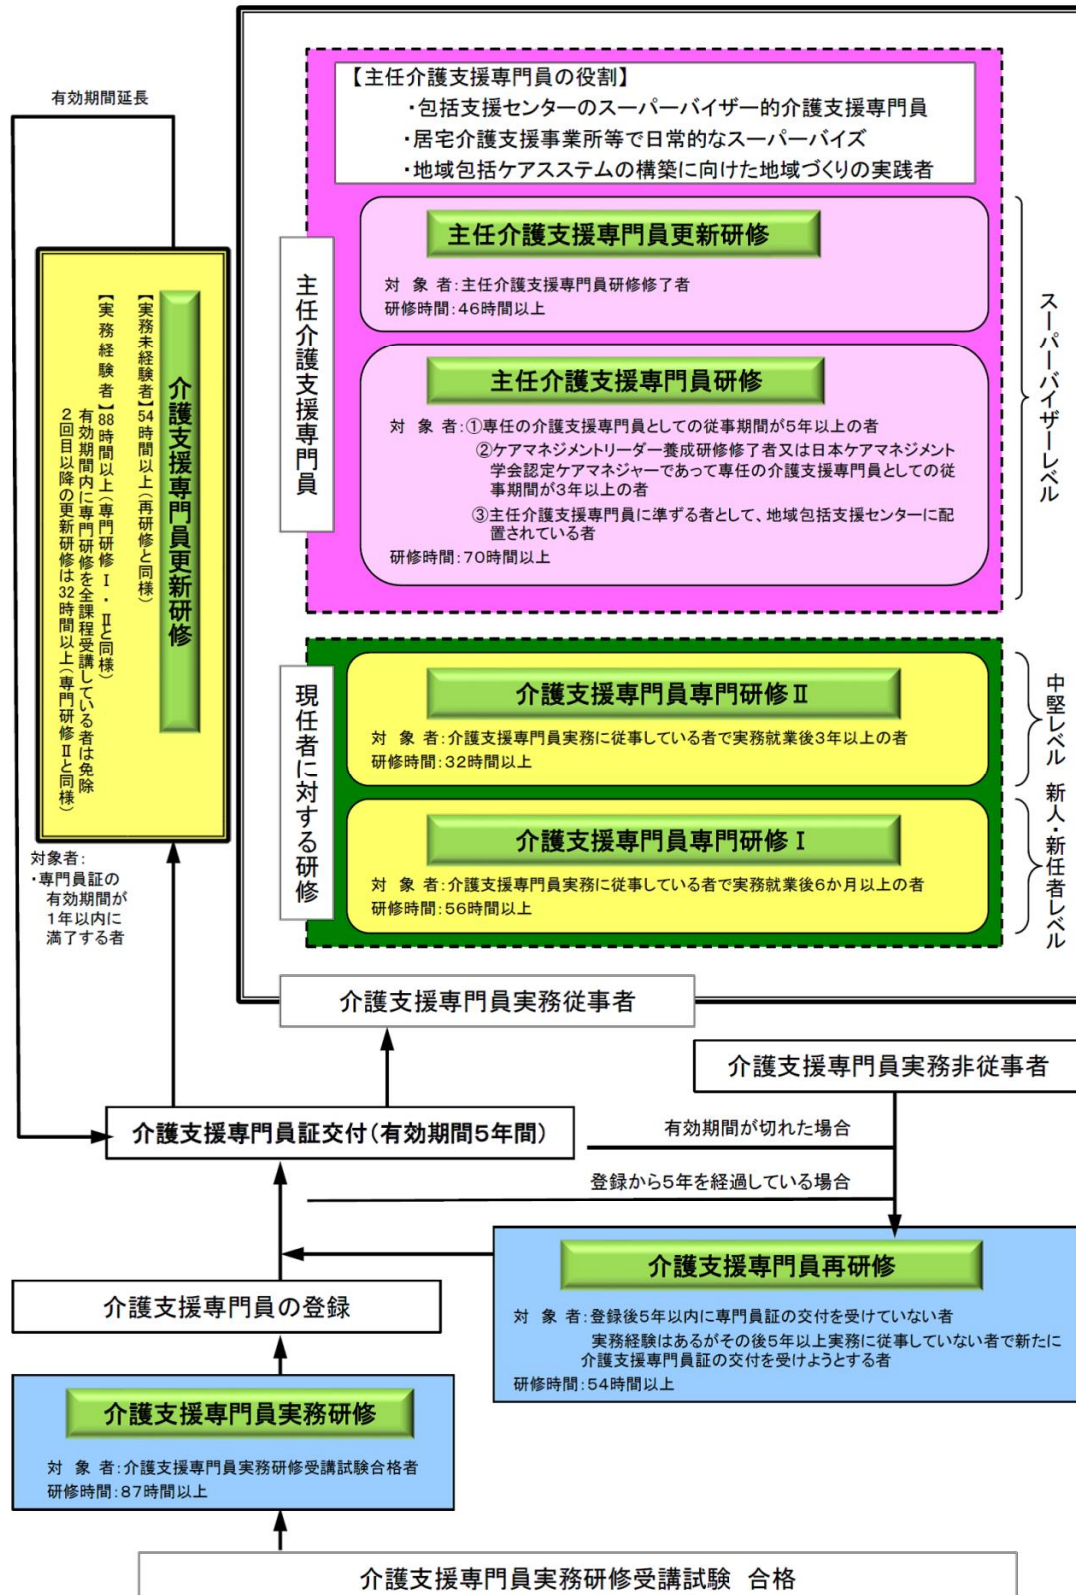 有効期間延長
【主任介護支援専門員の役割】
・包括支援センターのスーパーバイザー的介護支援専門員
・居宅介護支援事業所等で日常的なスーパーバイズ
・地域包括ケアスステムの構築に向けた地域づくりの実践者
主任介護支援専門員
主任介護支援専門員更新研修
対 象 者:主任介護支援専門員研修修了者
研修時間:46時間以上
主任介護支援専門員研修
対 象 者:①専任の介護支援専門員としての従事期間が5年以上の者
②ケアマネジメントリーダー養成研修修了者又は日本ケアマネジメント
学会認定ケアマネジャーであって専任の介護支援専門員としての従
事期間が3年以上の者
③主任介護支援専門員に準ずる者として、地域包括支援センターに配
置されている者
研修時間:70時間以上
スーパーバイザーレベル
介護支援専門員更新研修
【実務未経験者】54時間以上(再研修と同様)
【実務経験者】88時間以上(専門研修Ⅰ・Ⅱと同様)
有効期間内に専門研修を全課程受講している者は免除
2回目以降の更新研修は32時間以上(専門研修Ⅱと同様)
対象者:
・専門員証の
有効期間が
1年以内に
満了する者
現任者に対する研修
介護支援専門員専門研修Ⅱ
対 象 者:介護支援専門員実務に従事している者で実務就業後3年以上の者
研修時間:32時間以上
中堅レベル
介護支援専門員専門研修Ⅰ
対 象 者:介護支援専門員実務に従事している者で実務就業後6か月以上の者
研修時間:56時間以上
新人・新任者レベル
介護支援専門員実務従事者
介護支援専門員実務非従事者
介護支援専門員証交付(有効期間5年間)
有効期間が切れた場合
登録から5年を経過している場合
介護支援専門員再研修
対 象 者:登録後5年以内に専門員証の交付を受けていない者
実務経験はあるがその後5年以上実務に従事していない者で新たに
介護支援専門員証の交付を受けようとする者
研修時間:54時間以上
介護支援専門員の登録
介護支援専門員実務研修
対 象 者:介護支援専門員実務研修受講試験合格者
研修時間:87時間以上
介護支援専門員実務研修受講試験 合格